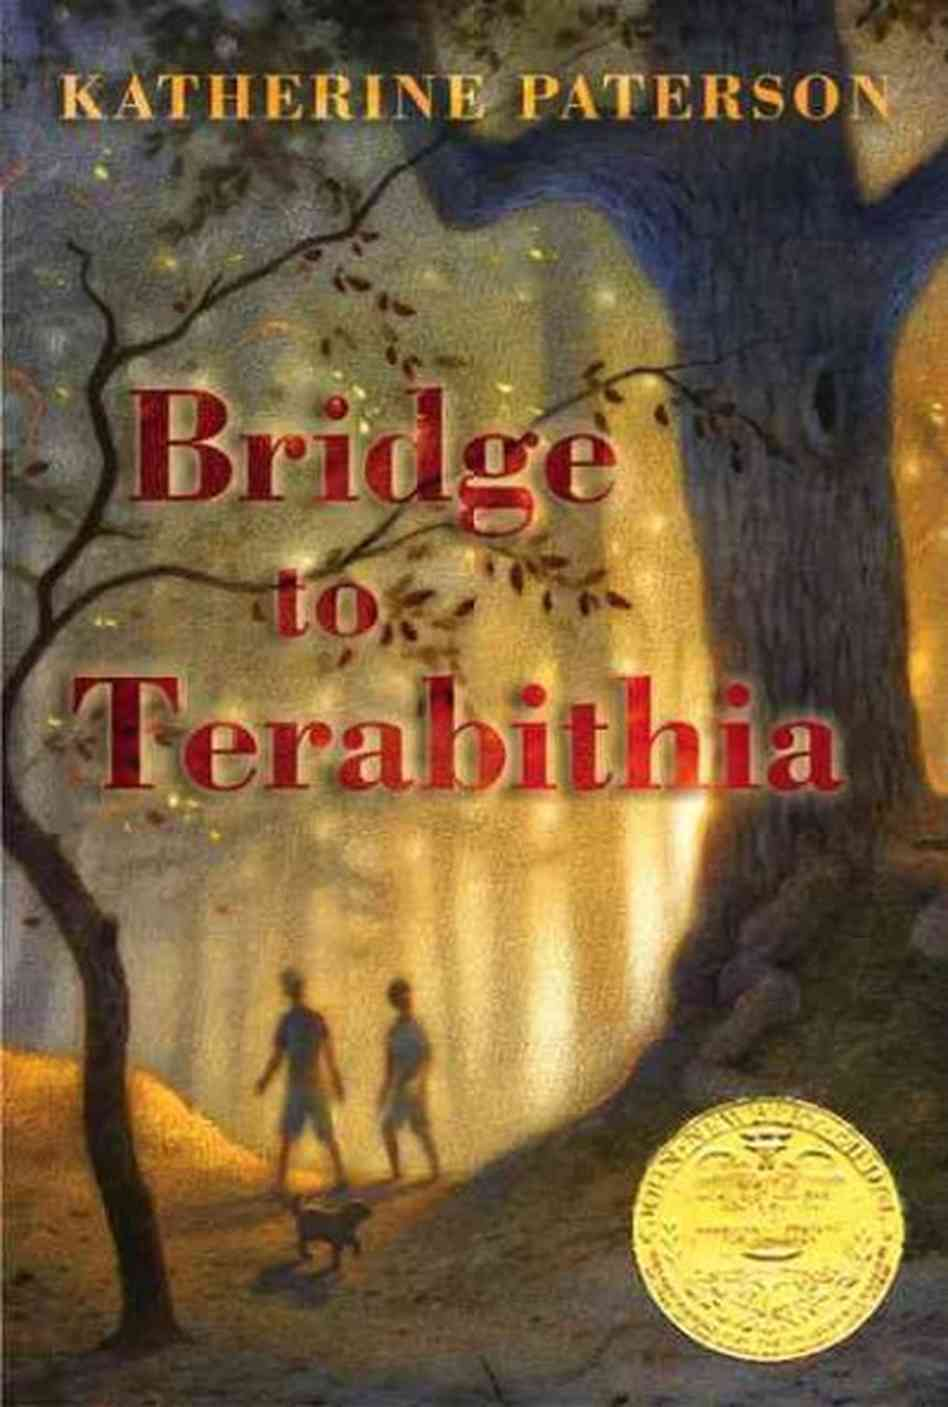 KATHERINE PATERSON
Bridge
to
Terabithia